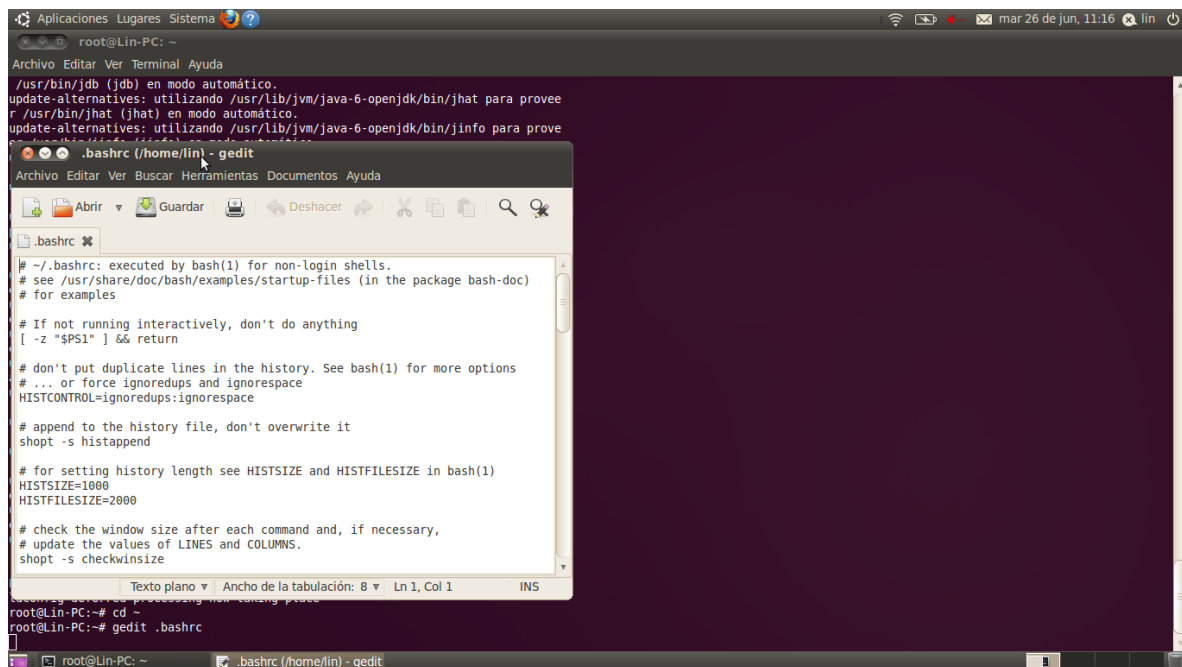 Aplicaciones Lugares Sistema
mar 26 de jun, 11:16 lin
root@Lin-PC: ~
Archivo Editar Ver Terminal Ayuda
/usr/bin/jdb (jdb) en modo automático.
update-alternatives: utilizando /usr/lib/jvm/java-6-openjdk/bin/jhat para provee
r /usr/bin/jhat (jhat) en modo automático.
update-alternatives: utilizando /usr/lib/jvm/java-6-openjdk/bin/jinfo para prove
.bashrc (/home/lin) - gedit
Archivo Editar Ver Buscar Herramientas Documentos Ayuda
Abrir Guardar Deshacer
.bashrc
# ~/.bashrc: executed by bash(1) for non-login shells.
# see /usr/share/doc/bash/examples/startup-files (in the package bash-doc)
# for examples
# If not running interactively, don't do anything
[ -z "$PS1" ] && return
# don't put duplicate lines in the history. See bash(1) for more options
# ... or force ignoredups and ignorespace
HISTCONTROL=ignoredups:ignorespace
# append to the history file, don't overwrite it
shopt -s histappend
# for setting history length see HISTSIZE and HISTFILESIZE in bash(1)
HISTSIZE=1000
HISTFILESIZE=2000
# check the window size after each command and, if necessary,
# update the values of LINES and COLUMNS.
shopt -s checkwinsize
Texto plano Ancho de la tabulación: 8 Ln 1, Col 1 INS
root@Lin-PC:~# cd ~
root@Lin-PC:~# gedit .bashrc
root@Lin-PC: ~
.bashrc (/home/lin) - gedit